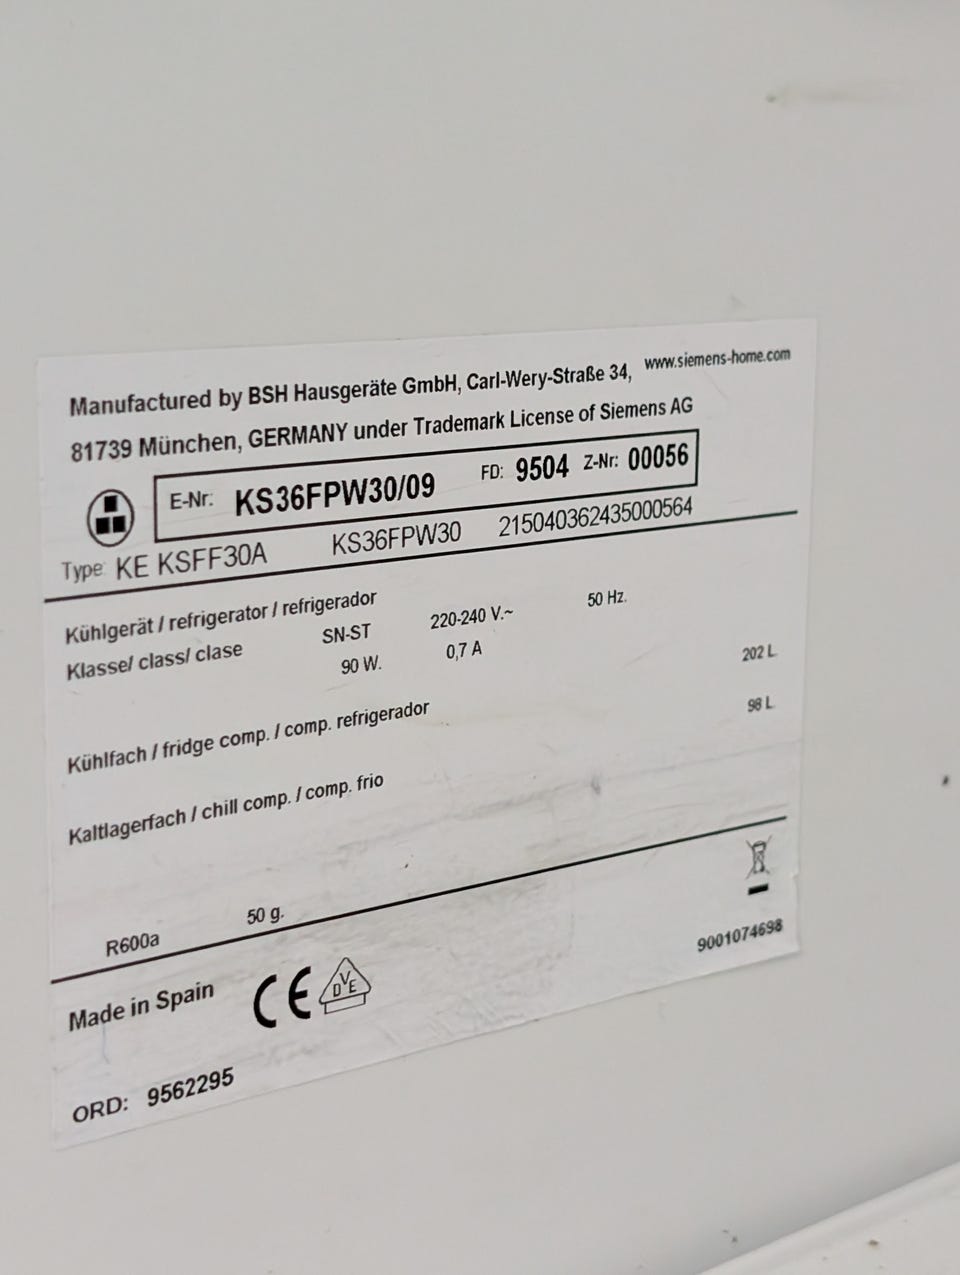 Manufactured by BSH Hausgeräte GmbH, Carl-Wery-Straße 34, www.siemens-home.com
81739 München, GERMANY under Trademark License of Siemens AG
E-Nr: KS36FPW30/09 FD: 9504 Z-Nr: 00056
Type: KE KSFF30A KS36FPW30 215040362435000564
Kühlgerät / refrigerator / refrigerador
Klasse/ class/ clase SN-ST 220-240 V.~ 50 Hz.
90 W. 0,7 A
Kühlfach / fridge comp. / comp. refrigerador 202 L
Kaltlagerfach / chill comp. / comp. frio 98 L
R600a 50 g.
Made in Spain CE VDE 9001074698
ORD: 9562295